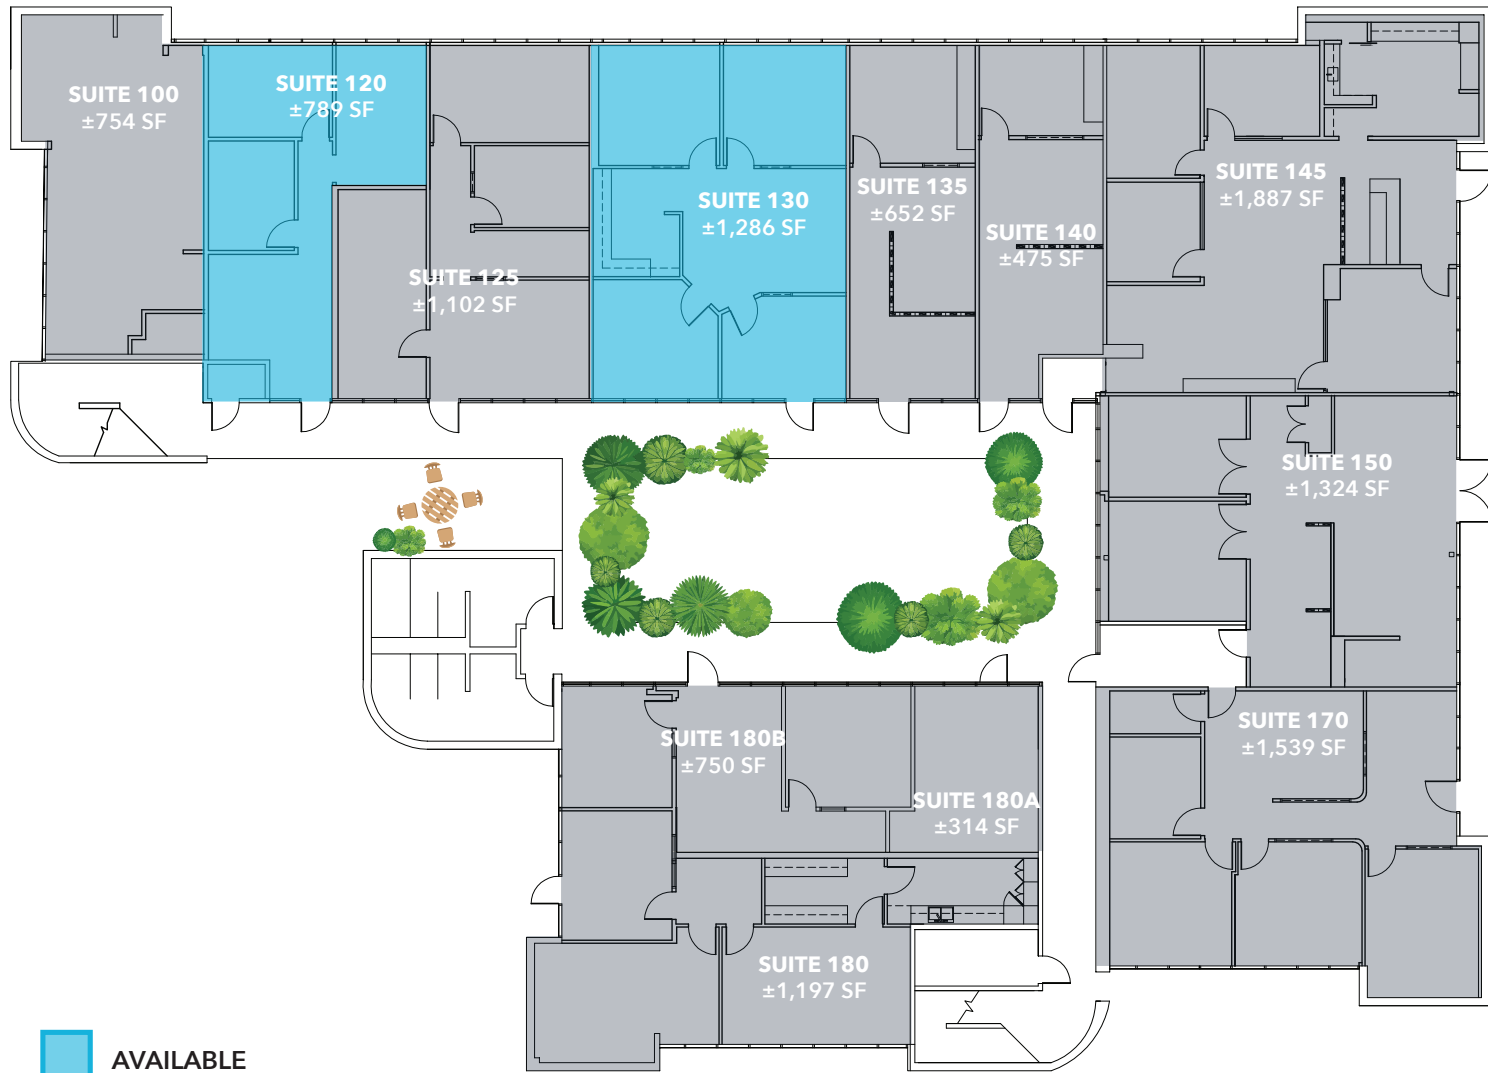 SUITE 100
±754 SF
SUITE 120
±789 SF
SUITE 125
±1,102 SF
SUITE 130
±1,286 SF
SUITE 135
±652 SF
SUITE 140
±475 SF
SUITE 145
±1,887 SF
SUITE 150
±1,324 SF
SUITE 170
±1,539 SF
SUITE 180B
±750 SF
SUITE 180A
±314 SF
SUITE 180
±1,197 SF
AVAILABLE